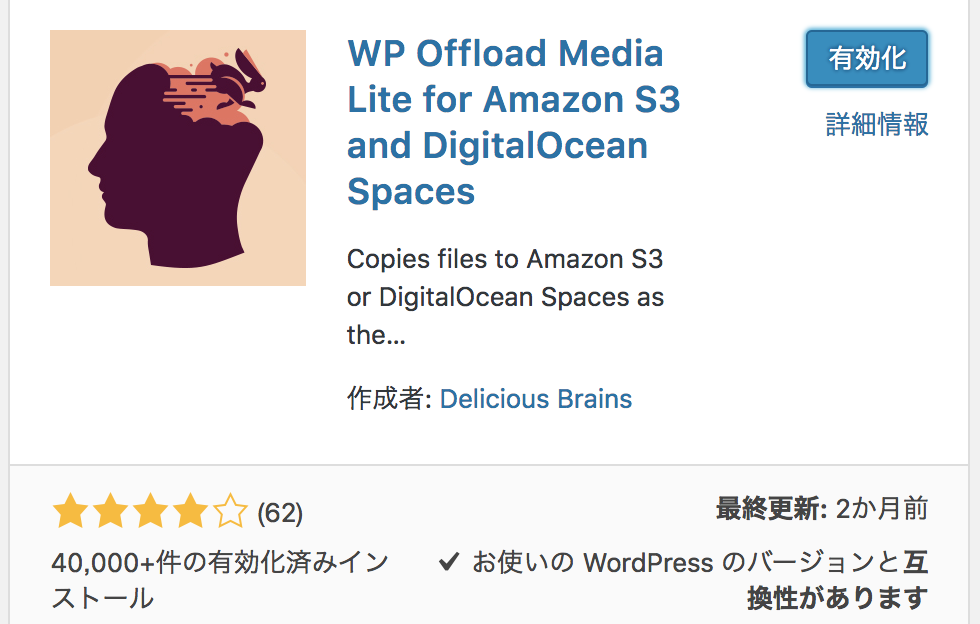 WP Offload Media
Lite for Amazon S3
and DigitalOcean
Spaces
有効化
詳細情報
Copies files to Amazon S3
or DigitalOcean Spaces as
the...
作成者: Delicious Brains
(62)
最終更新: 2か月前
40,000+件の有効化済みイン
ストール
お使いの WordPress のバージョンと互
換性があります